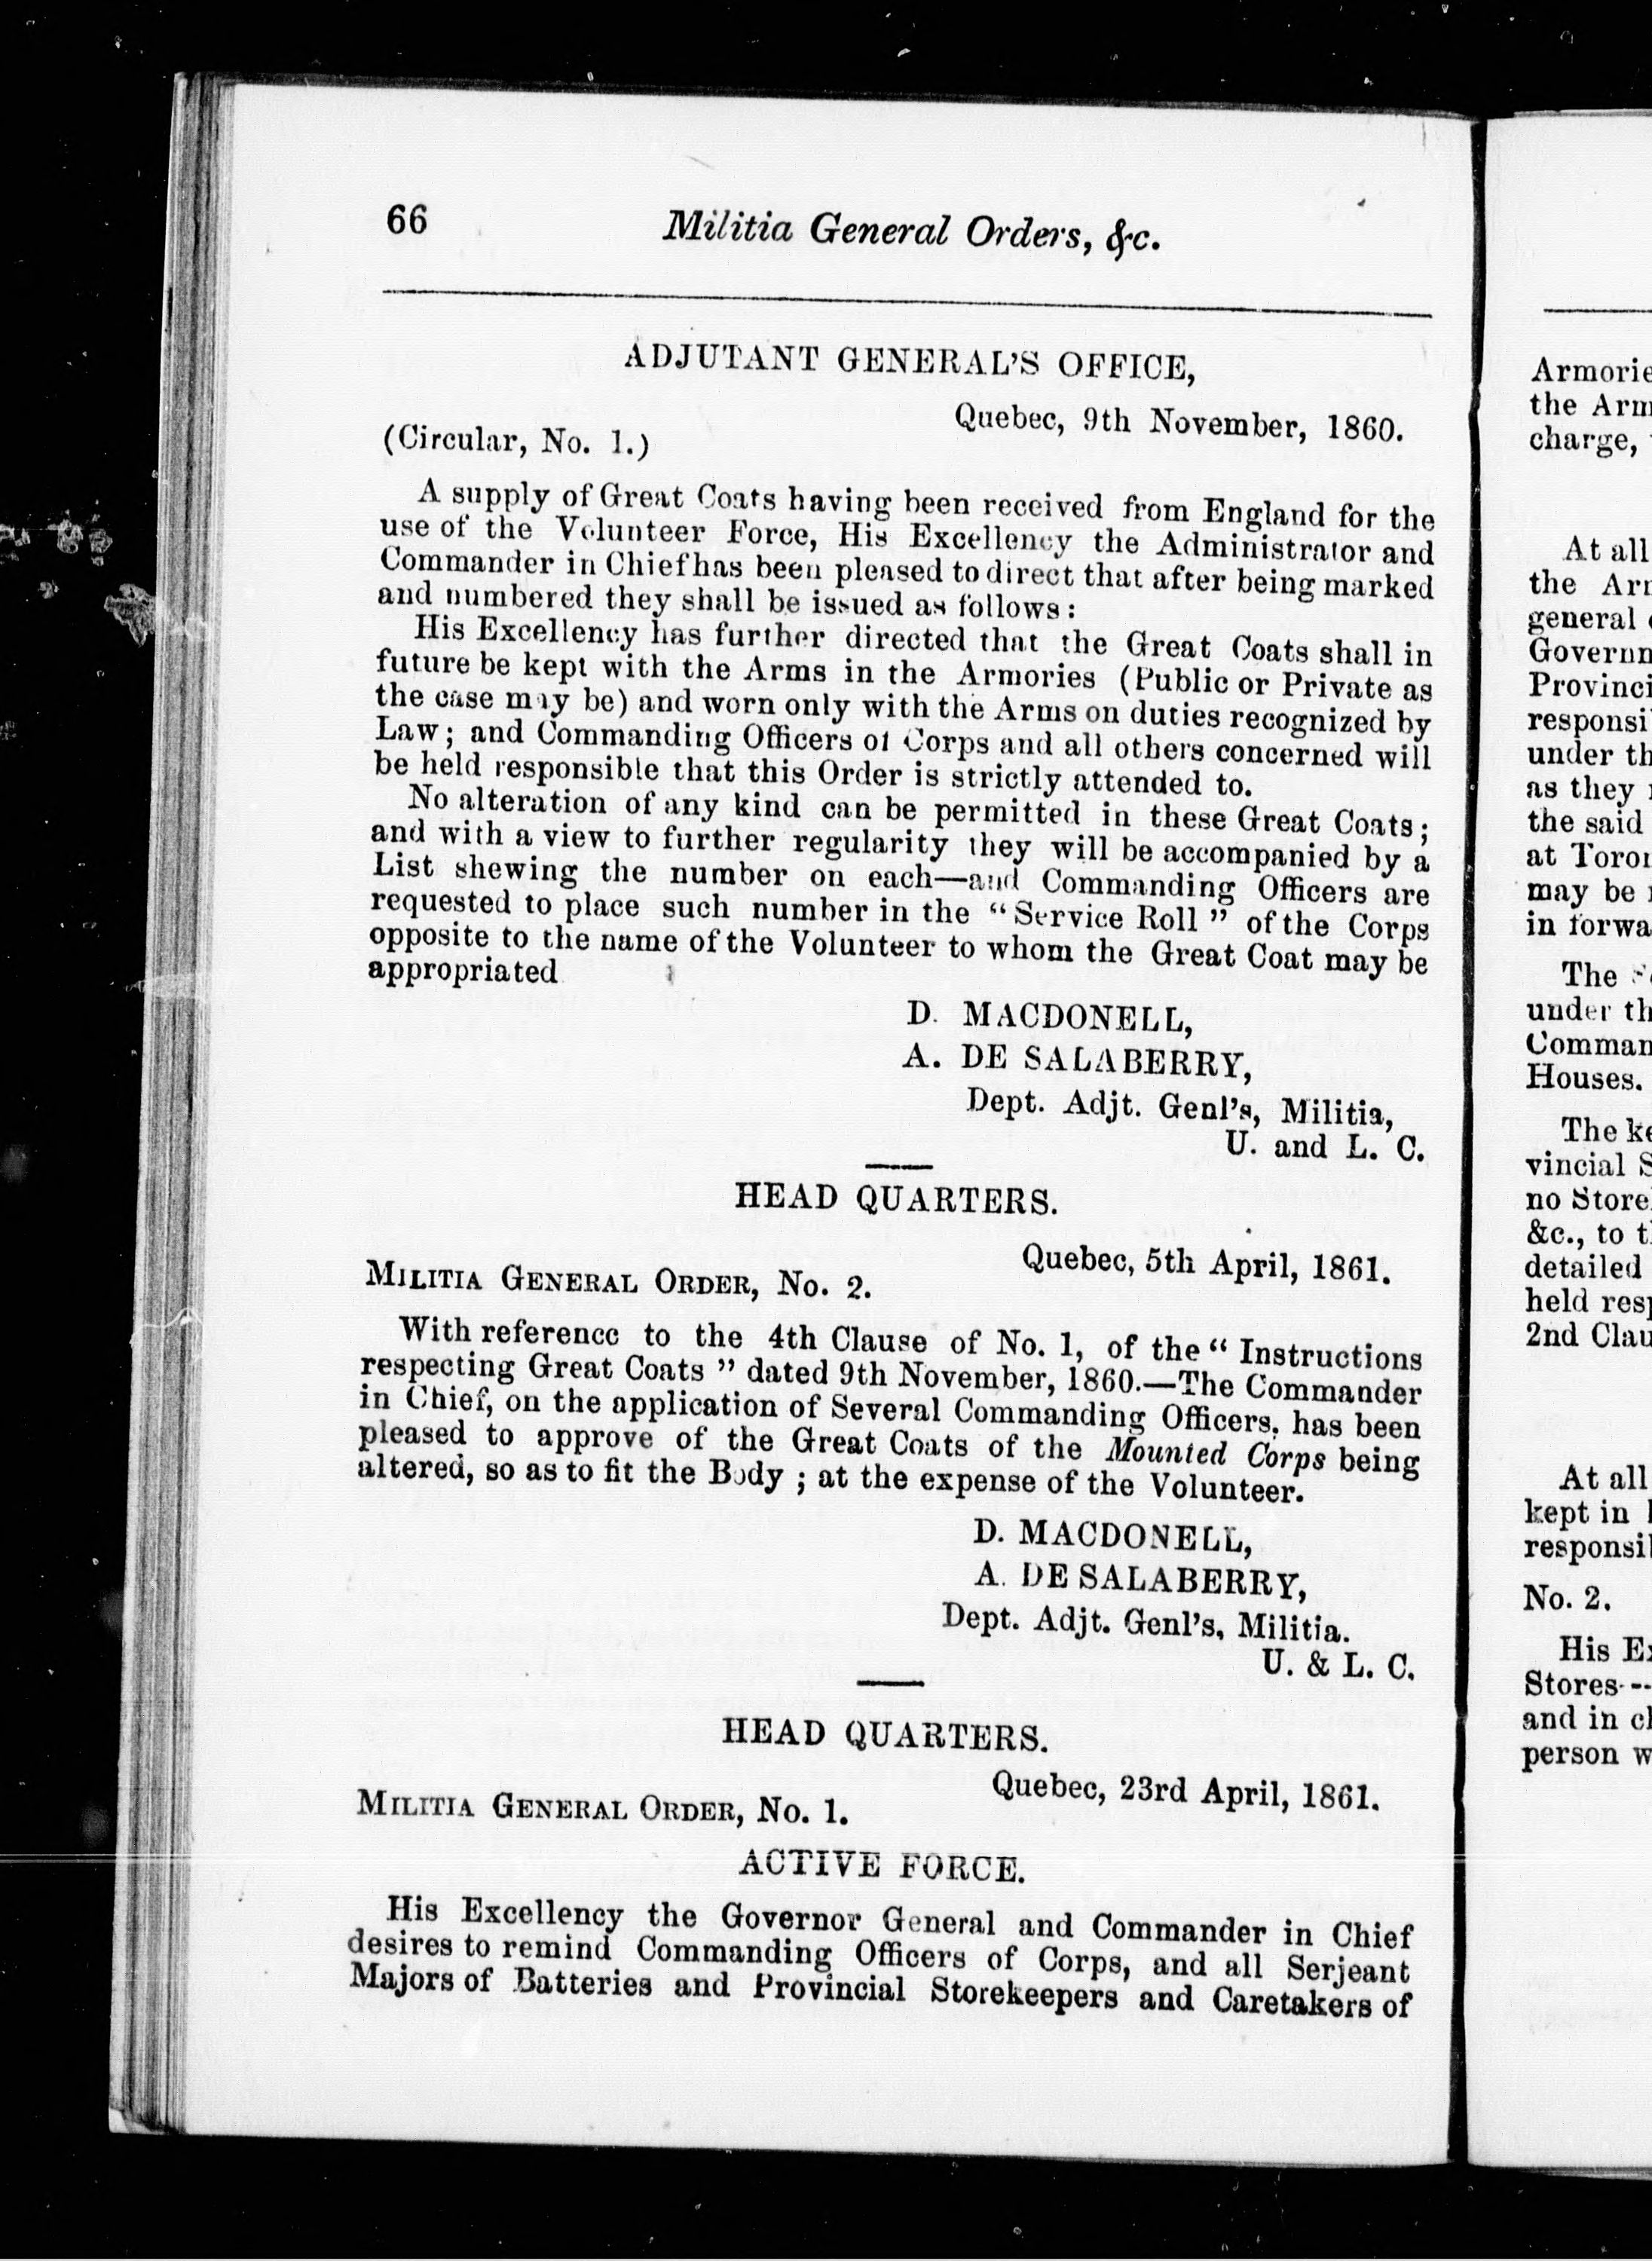 66
Militia General Orders, &c.
ADJUTANT GENERAL'S OFFICE,
Quebec, 9th November, 1860.
(Circular, No. 1.)
A supply of Great Coats having been received from England for the
use of the Volunteer Force, His Excellency the Administrator and
Commander in Chief has been pleased to direct that after being marked
and numbered they shall be issued as follows:
His Excellency has further directed that the Great Coats shall in
future be kept with the Arms in the Armories (Public or Private as
the case may be) and worn only with the Arms on duties recognized by
Law; and Commanding Officers of Corps and all others concerned will
be held responsible that this Order is strictly attended to.
No alteration of any kind can be permitted in these Great Coats;
and with a view to further regularity they will be accompanied by a
List shewing the number on each—and Commanding Officers are
requested to place such number in the "Service Roll" of the Corps
opposite to the name of the Volunteer to whom the Great Coat may be
appropriated
D. MACDONELL,
A. DE SALABERRY,
Dept. Adjt. Genl's, Militia,
U. and L. C.
HEAD QUARTERS.
Quebec, 5th April, 1861.
MILITIA GENERAL ORDER, No. 2.
With reference to the 4th Clause of No. 1, of the "Instructions
respecting Great Coats" dated 9th November, 1860.—The Commander
in Chief, on the application of Several Commanding Officers, has been
pleased to approve of the Great Coats of the Mounted Corps being
altered, so as to fit the Body; at the expense of the Volunteer.
D. MACDONELL,
A. DE SALABERRY,
Dept. Adjt. Genl's, Militia.
U. & L. C.
HEAD QUARTERS.
Quebec, 23rd April, 1861.
MILITIA GENERAL ORDER, No. 1.
ACTIVE FORCE.
His Excellency the Governor General and Commander in Chief
desires to remind Commanding Officers of Corps, and all Serjeant
Majors of Batteries and Provincial Storekeepers and Caretakers of
Armorie
the Arm
charge,
At all
the Ar
general
Governm
Provinci
responsi
under th
as they
the said
at Toro
may be
in forwa
The
under th
Comman
Houses.
The ke
vincial S
no Store
&c., to t
detailed
held resp
2nd Clau
At all
kept in
responsi
No. 2.
His Ex
Stores--
and in c
person w